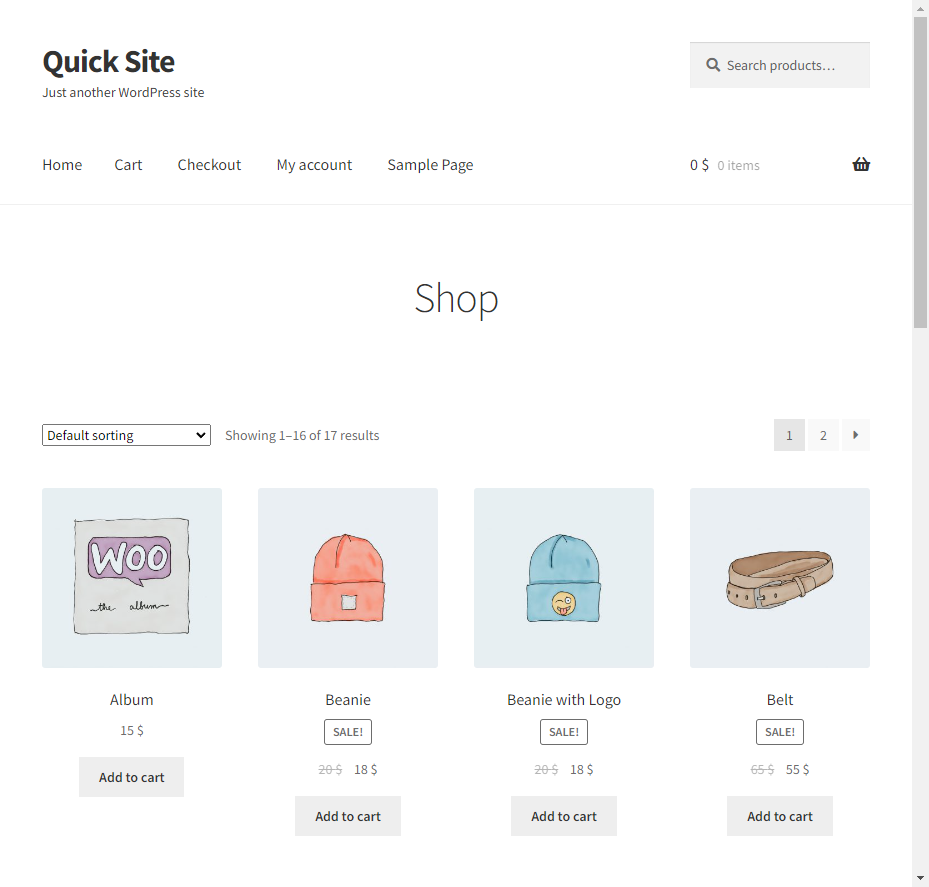 Quick Site
Search products…
Just another WordPress site
Home Cart Checkout My account Sample Page 0 $ 0 items
Shop
Default sorting Showing 1–16 of 17 results 1 2
WOO
the album
Album Beanie Beanie with Logo Belt
15 $ SALE! SALE! SALE!
20 $ 18 $ 20 $ 18 $ 65 $ 55 $
Add to cart
Add to cart Add to cart Add to cart